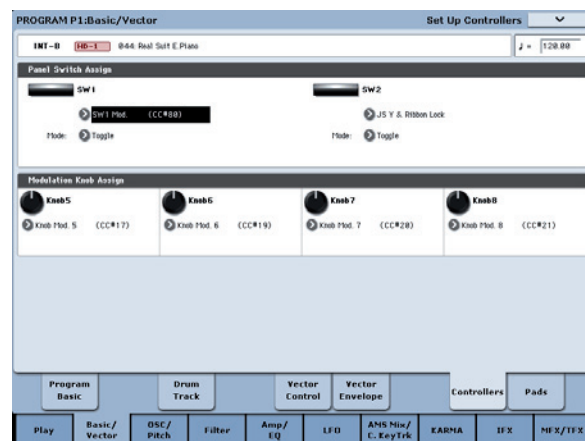 PROGRAM P1:Basic/Vector Set Up Controllers
INT-B HD-1 044: Real Suit E.Piano ♩ = 120.00
Panel Switch Assign
SW1 SW2
SW1 Mod. (CC#80) JS Y & Ribbon Lock
Mode: Toggle Mode: Toggle
Modulation Knob Assign
Knob5 Knob6 Knob7 Knob8
Knob Mod. 5 (CC#17) Knob Mod. 6 (CC#19) Knob Mod. 7 (CC#20) Knob Mod. 8 (CC#21)
Program Basic Drum Track Vector Control Vector Envelope Controllers Pads
Play Basic/Vector OSC/Pitch Filter Amp/EQ LFO AMS Mix/C.KeyTrk KARMA IFX MFX/TFX